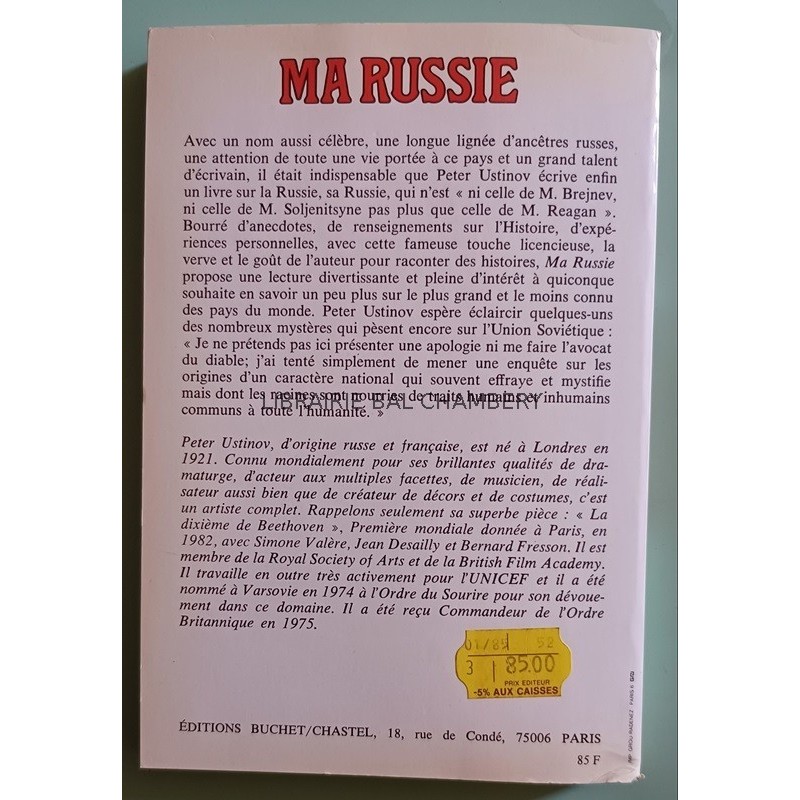 MA RUSSIE
Avec un nom aussi célèbre, une longue lignée d'ancêtres russes,
une attention de toute une vie portée à ce pays et un grand talent
d'écrivain, il était indispensable que Peter Ustinov écrive enfin
un livre sur la Russie, sa Russie, qui n'est « ni celle de M. Brejnev,
ni celle de M. Soljenitsyne pas plus que celle de M. Reagan ».
Bourré d'anecdotes, de renseignements sur l'Histoire, d'expé-
riences personnelles, avec cette fameuse touche licencieuse, la
verve et le goût de l'auteur pour raconter des histoires, Ma Russie
propose une lecture divertissante et pleine d'intérêt à quiconque
souhaite en savoir un peu plus sur le plus grand et le moins connu
des pays du monde. Peter Ustinov espère éclaircir quelques-uns
des nombreux mystères qui pèsent encore sur l'Union Soviétique :
« Je ne prétends pas ici présenter une apologie ni me faire l'avocat
du diable; j'ai tenté simplement de mener une enquête sur les
origines d'un caractère national qui souvent effraye et mystifie
mais dont les racines sont nourries de traits humains et inhumains
LIBRAIRIE BAL CHAMBERY
communs à toute l'humanité. »
Peter Ustinov, d'origine russe et française, est né à Londres en
1921. Connu mondialement pour ses brillantes qualités de dra-
maturge, d'acteur aux multiples facettes, de musicien, de réali-
sateur aussi bien que de créateur de décors et de costumes, c'est
un artiste complet. Rappelons seulement sa superbe pièce : « La
dixième de Beethoven », Première mondiale donnée à Paris, en
1982, avec Simone Valère, Jean Desailly et Bernard Fresson. Il est
membre de la Royal Society of Arts et de la British Film Academy.
Il travaille en outre très activement pour l'UNICEF et il a été
nommé à Varsovie en 1974 à l'Ordre du Sourire pour son dévoue-
ment dans ce domaine. Il a été reçu Commandeur de l'Ordre
Britannique en 1975.
01/85 52
3 85.00
PRIX EDITEUR
-5% AUX CAISSES
ÉDITIONS BUCHET/CHASTEL, 18, rue de Condé, 75006 PARIS
85 F
IMP. GROU-RADENEZ PARIS 6